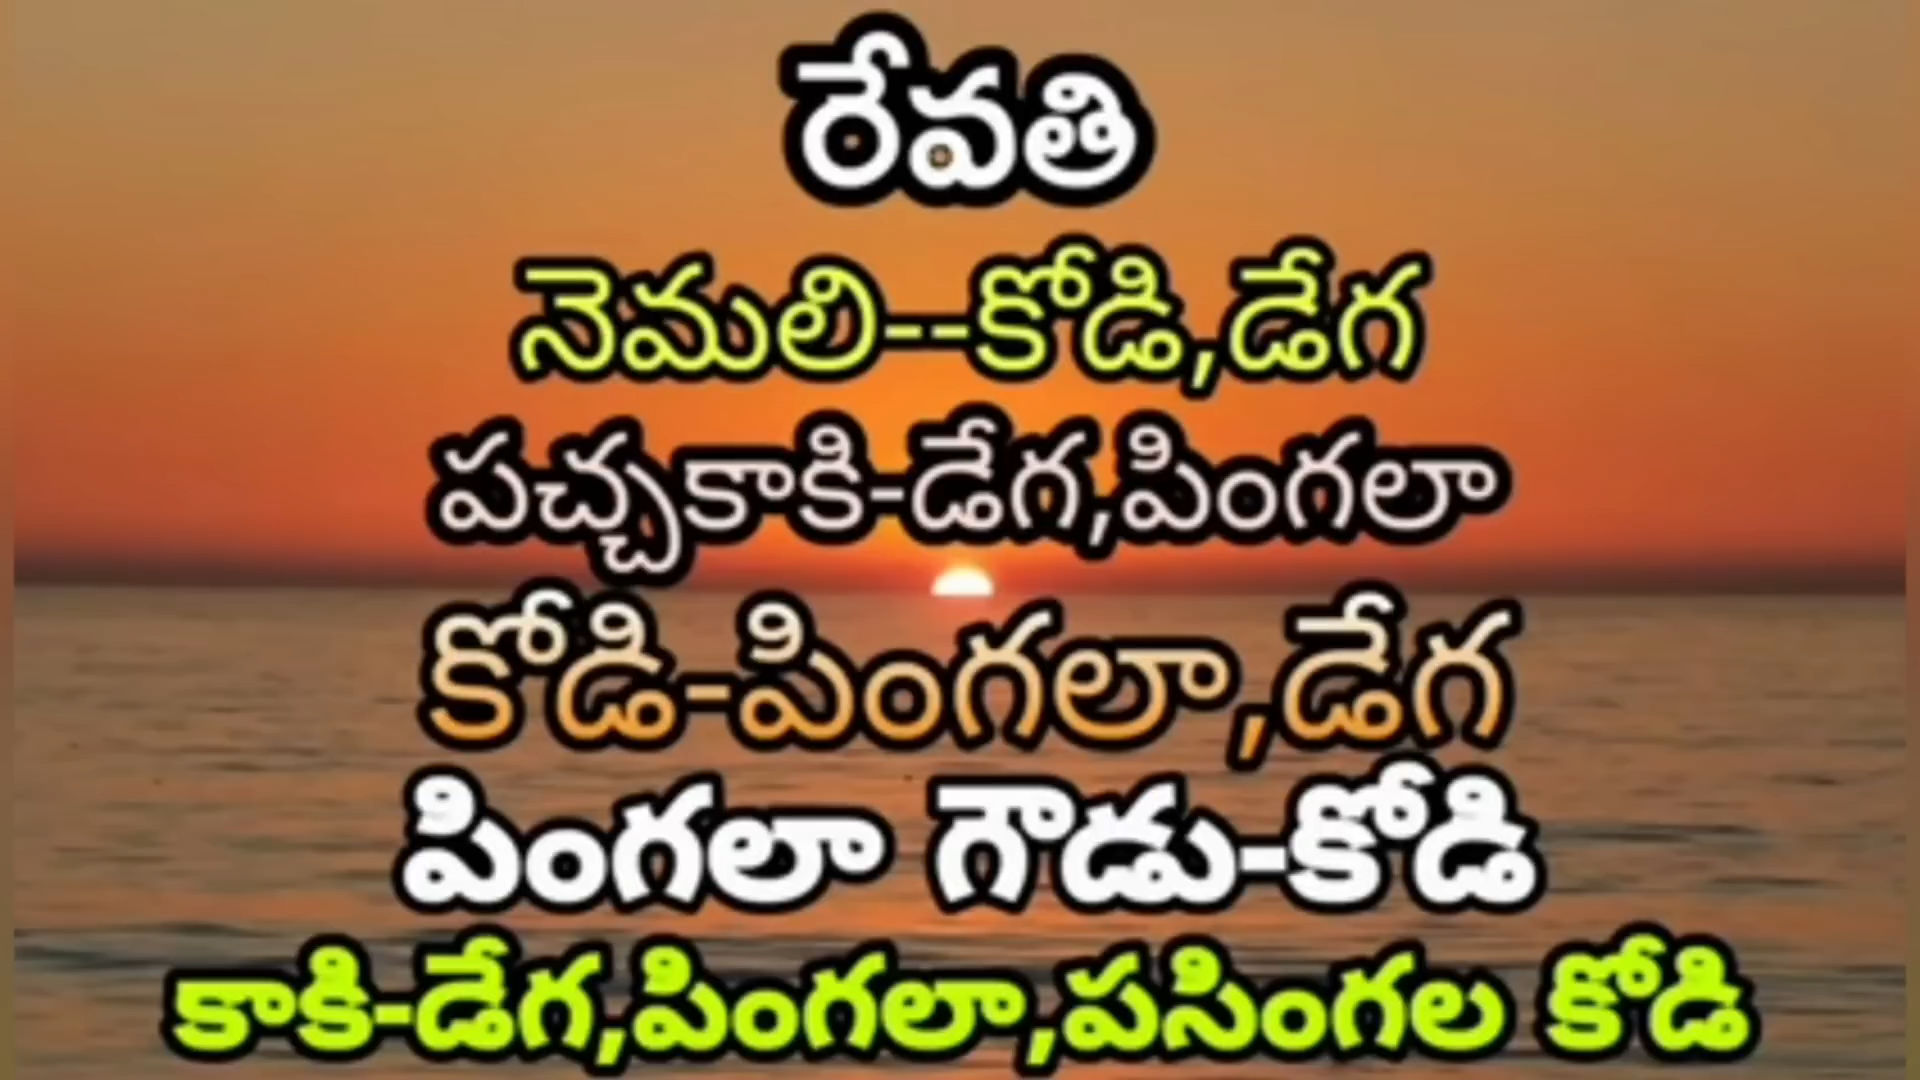 రేవతి
నెమలి--కోడి,డేగ
పచ్చకాకి-డేగ,పింగలా
కోడి-పింగలా,డేగ
పింగలా గౌడు-కోడి
కాకి-డేగ,పింగలా,పసింగల కోడి